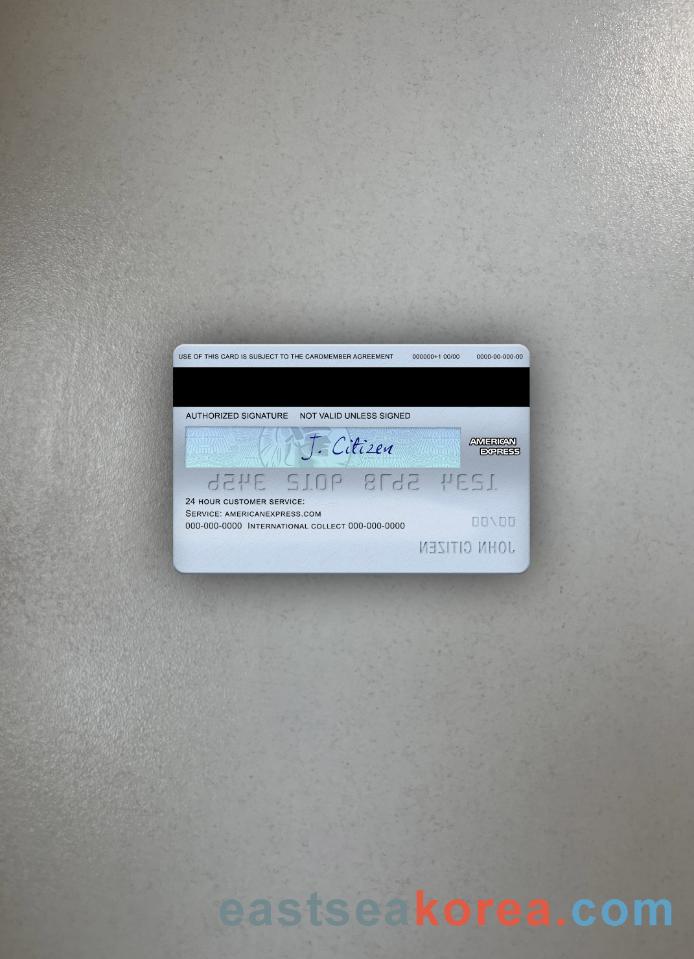 USE OF THIS CARD IS SUBJECT TO THE CARDMEMBER AGREEMENT 000000+1 00/00 0000-00-000-00
AUTHORIZED SIGNATURE NOT VALID UNLESS SIGNED
J. Citizen
AMERICAN
EXPRESS
1234 5678 9012 3456
24 HOUR CUSTOMER SERVICE:
SERVICE: AMERICANEXPRESS.COM
00/00
000-000-0000 INTERNATIONAL COLLECT 000-000-0000
JOHN CITIZEN
eastseakorea.com